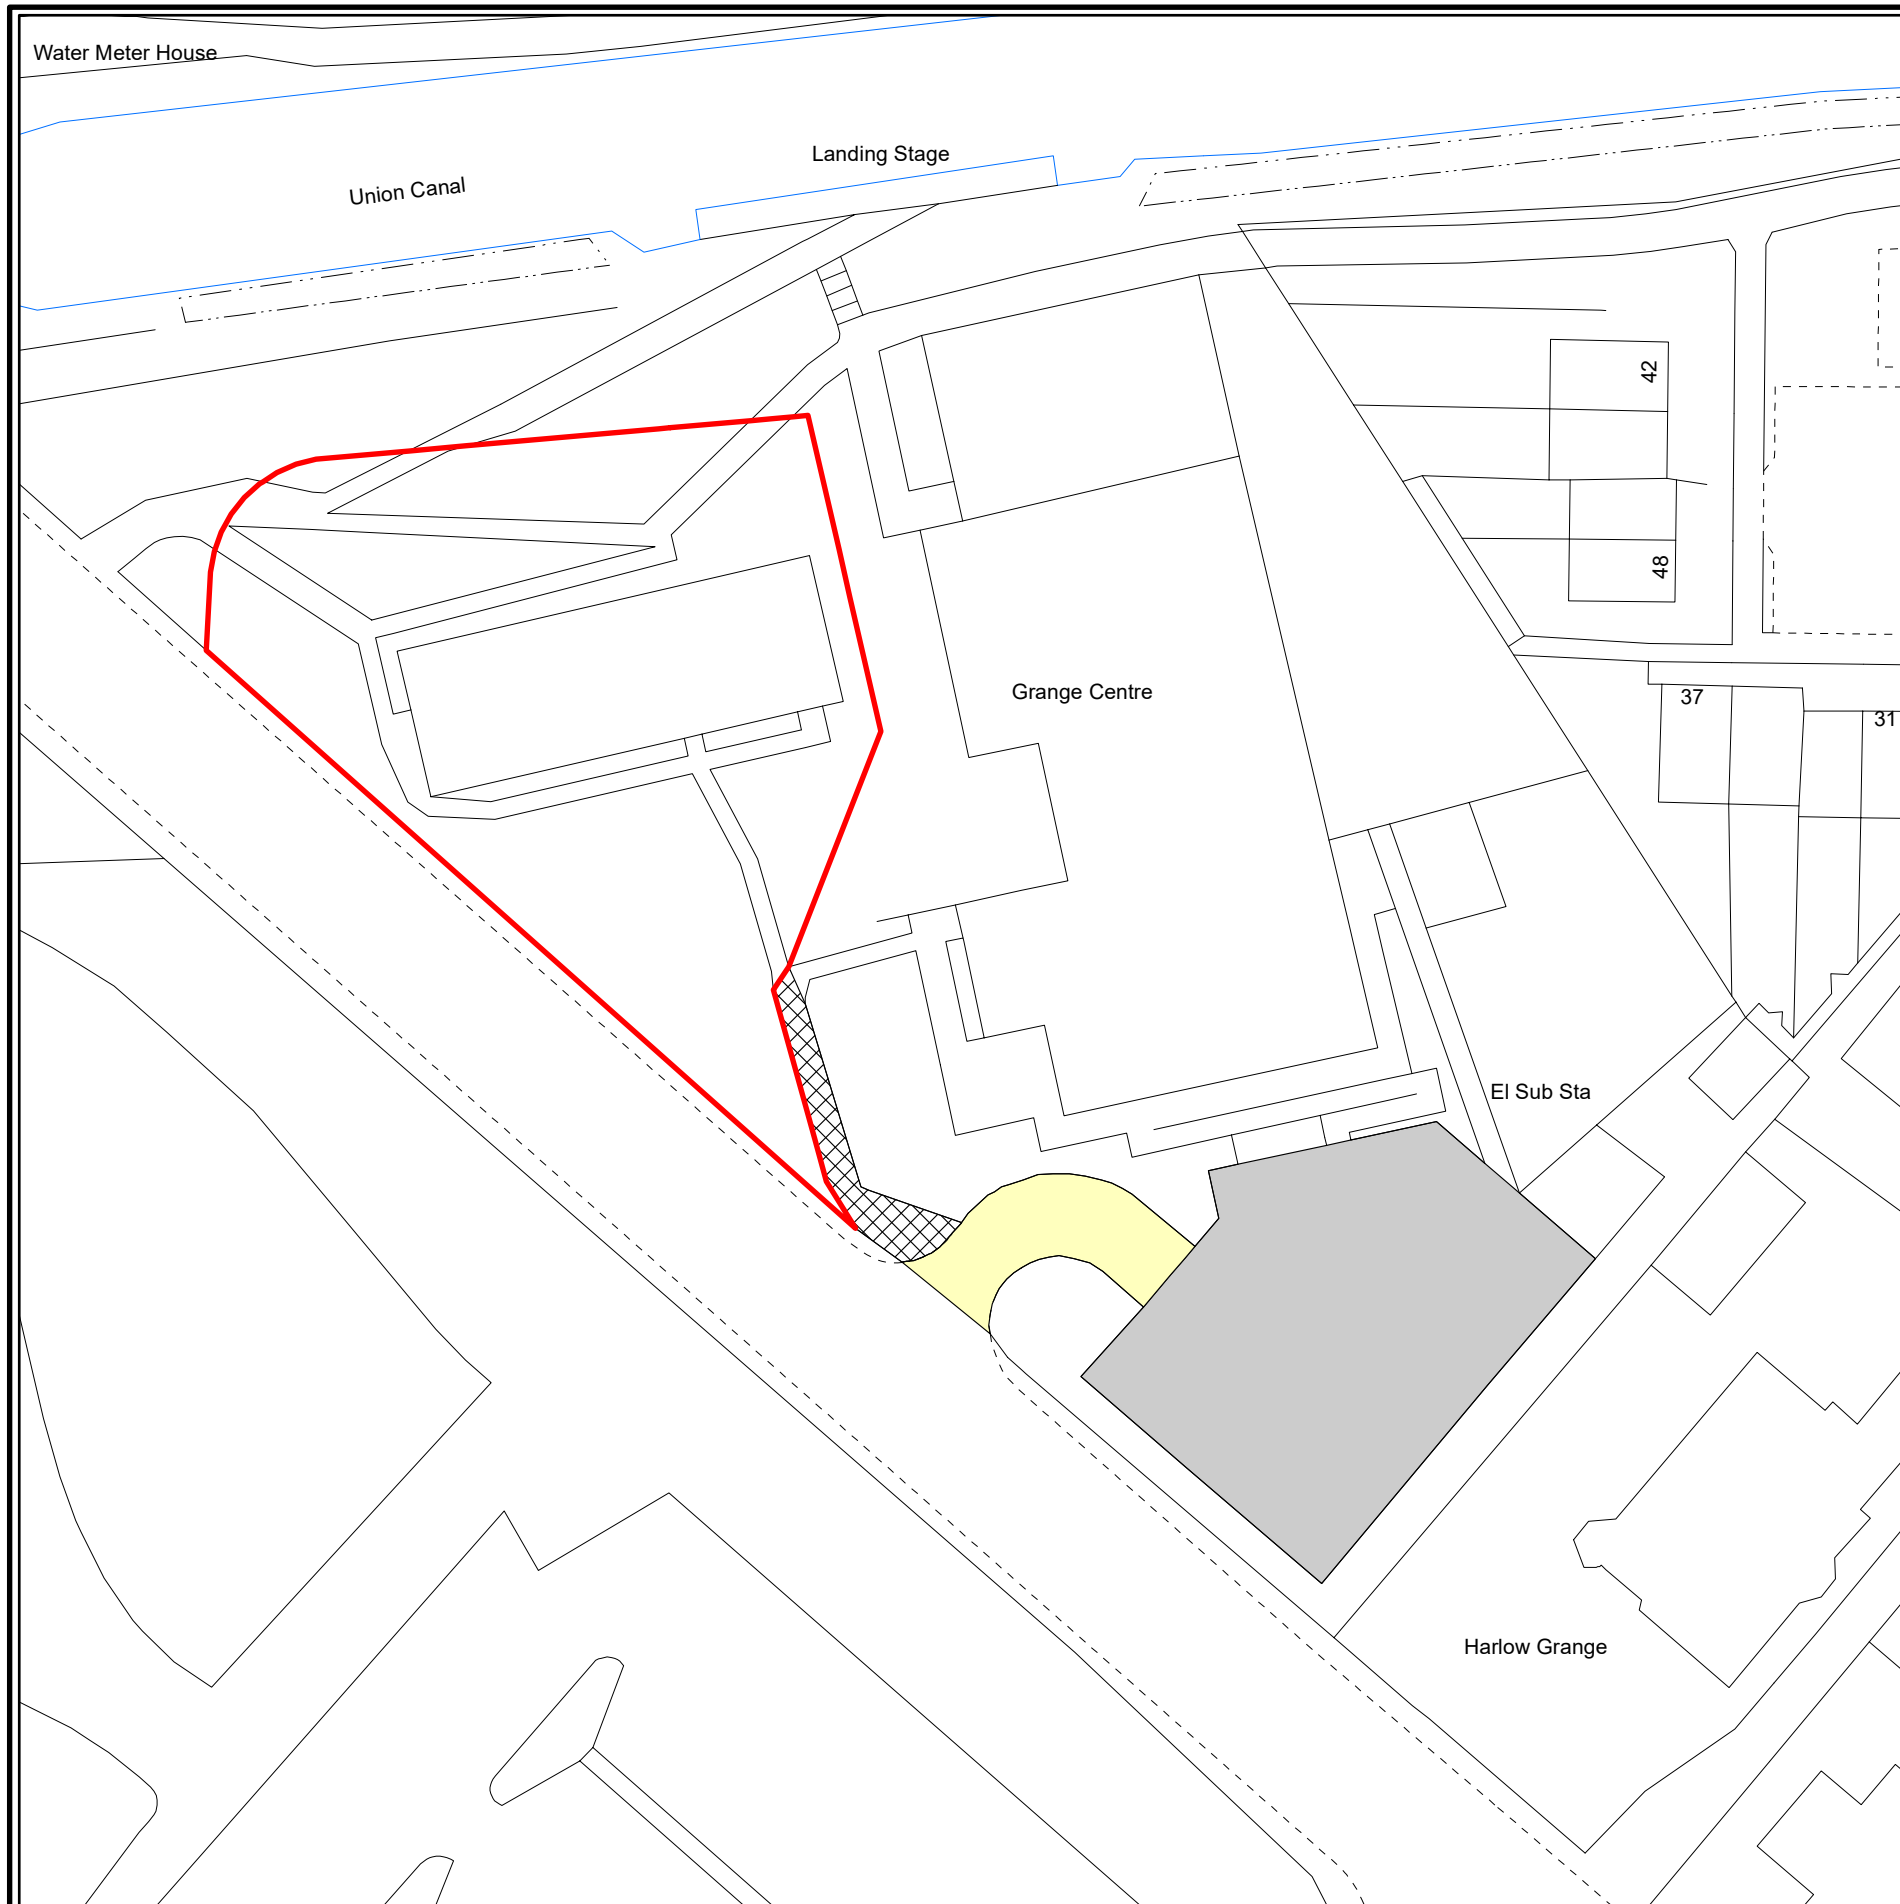 Water Meter House
Landing Stage
Union Canal
42
48
Grange Centre
37
31
El Sub Sta
Harlow Grange